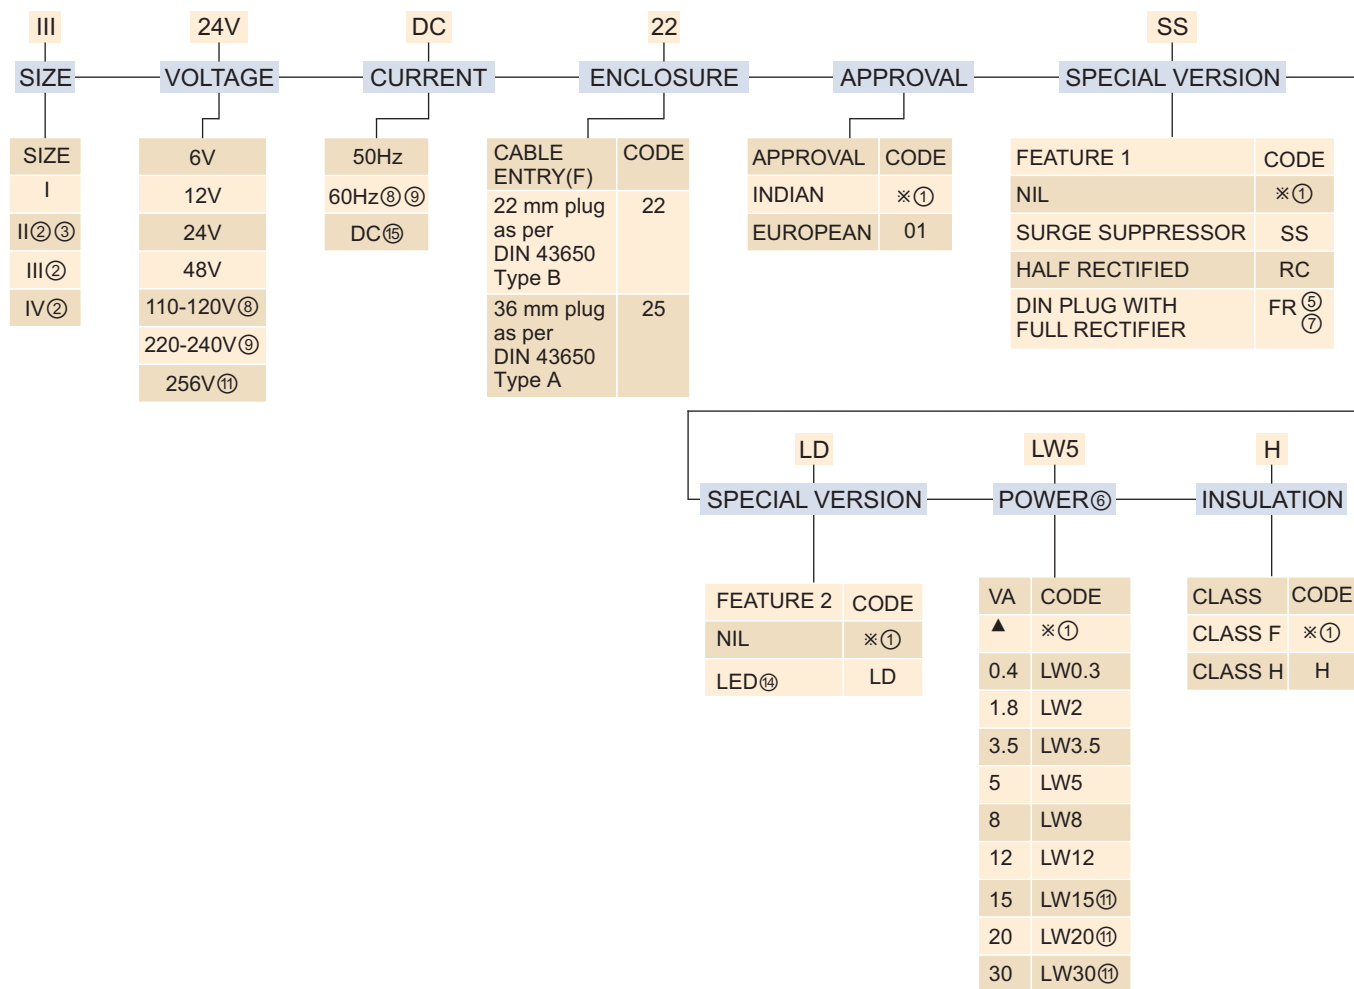 III 24V DC 22 SS
SIZE VOLTAGE CURRENT ENCLOSURE APPROVAL SPECIAL VERSION
SIZE
I
II②③
III②
IV②
6V
12V
24V
48V
110-120V⑧
220-240V⑨
256V⑪
50Hz
60Hz⑧⑨
DC⑮
CABLE ENTRY(F) CODE
22 mm plug 22
as per
DIN 43650
Type B
36 mm plug 25
as per
DIN 43650
Type A
APPROVAL CODE
INDIAN ※①
EUROPEAN 01
FEATURE 1 CODE
NIL ※①
SURGE SUPPRESSOR SS
HALF RECTIFIED RC
DIN PLUG WITH FR⑤
FULL RECTIFIER ⑦
LD LW5 H
SPECIAL VERSION POWER⑥ INSULATION
FEATURE 2 CODE
NIL ※①
LED⑭ LD
VA CODE
▲ ※①
0.4 LW0.3
1.8 LW2
3.5 LW3.5
5 LW5
8 LW8
12 LW12
15 LW15⑪
20 LW20⑪
30 LW30⑪
CLASS CODE
CLASS F ※①
CLASS H H